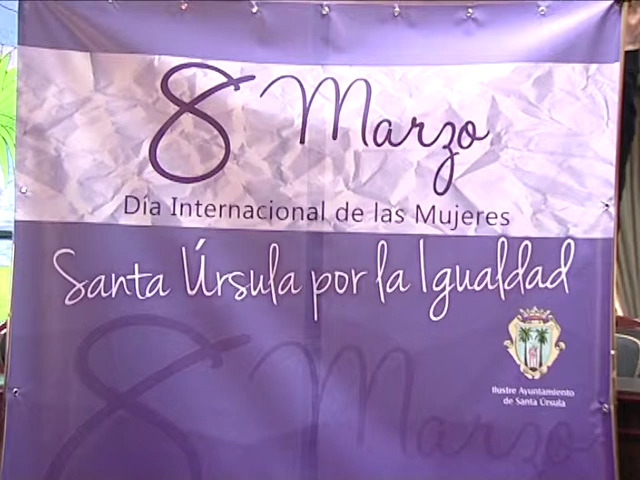 8 Marzo
Día Internacional de las Mujeres
Santa Úrsula por la Igualdad
8 Marzo
Ilustre Ayuntamiento
de Santa Úrsula